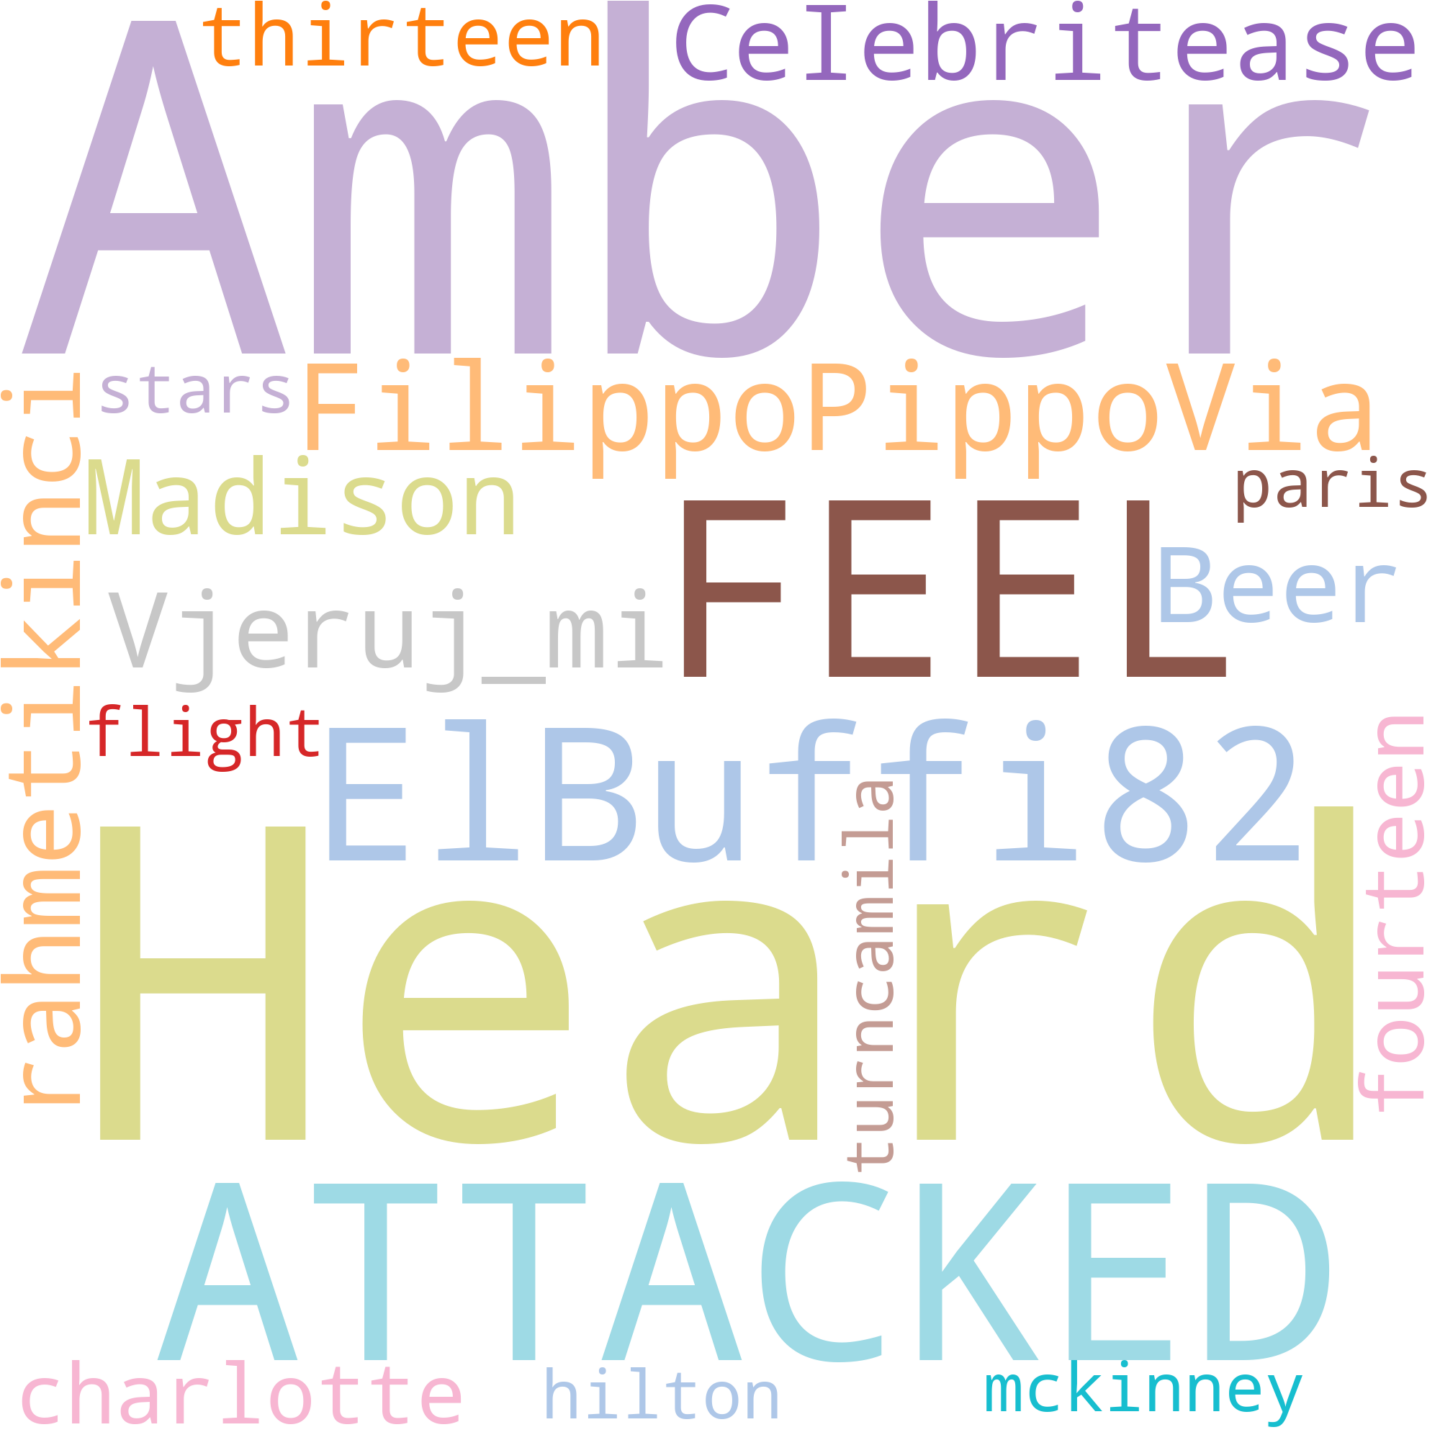 thirteen
CeIebritease
Amber
stars
FilippoPippoVia
rahmetikinci
Madison
paris
FEEL
Beer
Vjeruj_mi
flight
ElBuffi82
fourteen
turncamila
Heard
ATTACKED
charlotte
hilton
mckinney